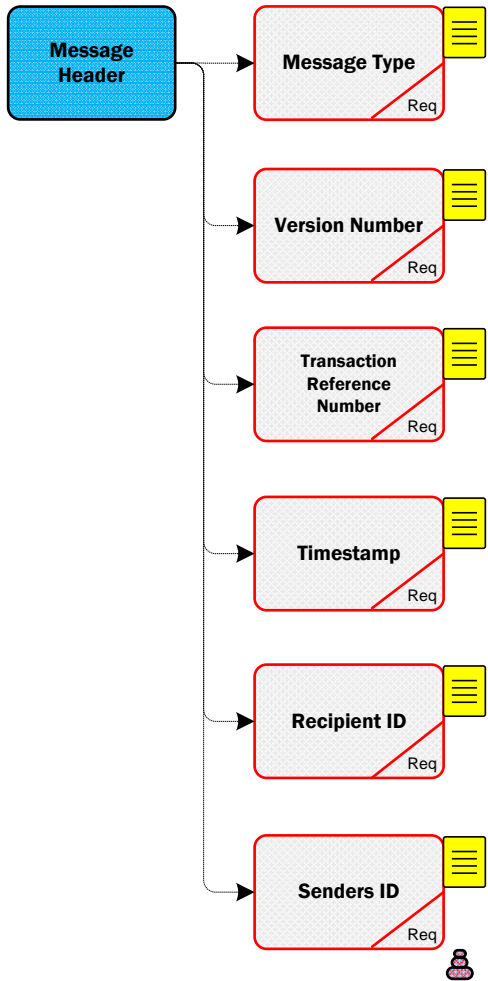 Message
Header
Message Type
Req
Version Number
Req
Transaction
Reference
Number
Req
Timestamp
Req
Recipient ID
Req
Senders ID
Req